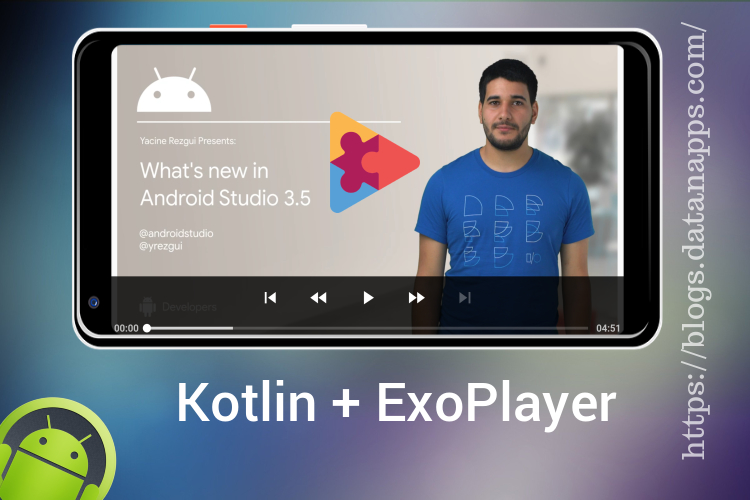 Yacine Rezgui Presents:
What's new in
Android Studio 3.5
@androidstudio
@yrezgui
Developers
00:00
04:51
Kotlin + ExoPlayer
https://blogs.datanapps.com/